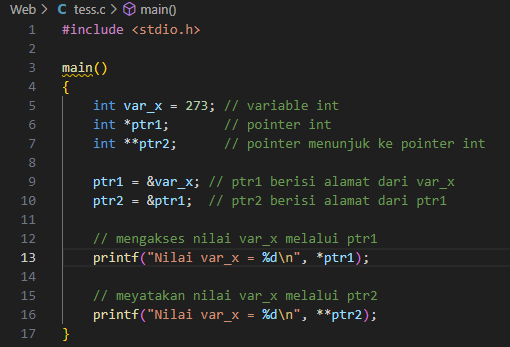 Web > C tess.c > main()
1 #include <stdio.h>
2
3 main()
4 {
5     int var_x = 273; // variable int
6     int *ptr1;       // pointer int
7     int **ptr2;      // pointer menunjuk ke pointer int
8
9     ptr1 = &var_x; // ptr1 berisi alamat dari var_x
10     ptr2 = &ptr1;  // ptr2 berisi alamat dari ptr1
11
12     // mengakses nilai var_x melalui ptr1
13     printf("Nilai var_x = %d\n", *ptr1);
14
15     // meyatakan nilai var_x melalui ptr2
16     printf("Nilai var_x = %d\n", **ptr2);
17 }